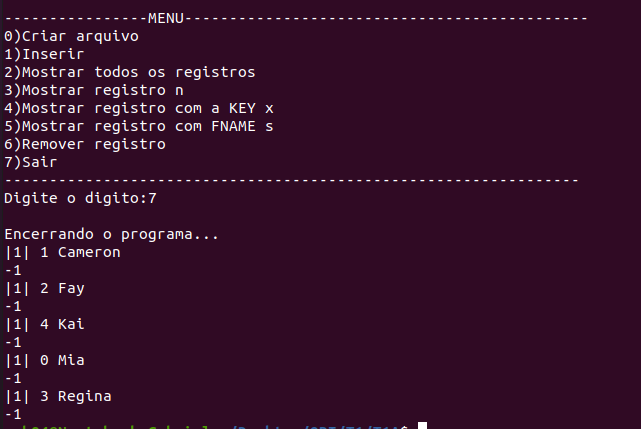 ----------------MENU---------------------------------------------
0)Criar arquivo
1)Inserir
2)Mostrar todos os registros
3)Mostrar registro n
4)Mostrar registro com a KEY x
5)Mostrar registro com FNAME s
6)Remover registro
7)Sair
----------------------------------------------------------------
Digite o digito:7
Encerrando o programa...
|1| 1 Cameron
-1
|1| 2 Fay
-1
|1| 4 Kai
-1
|1| 0 Mia
-1
|1| 3 Regina
-1